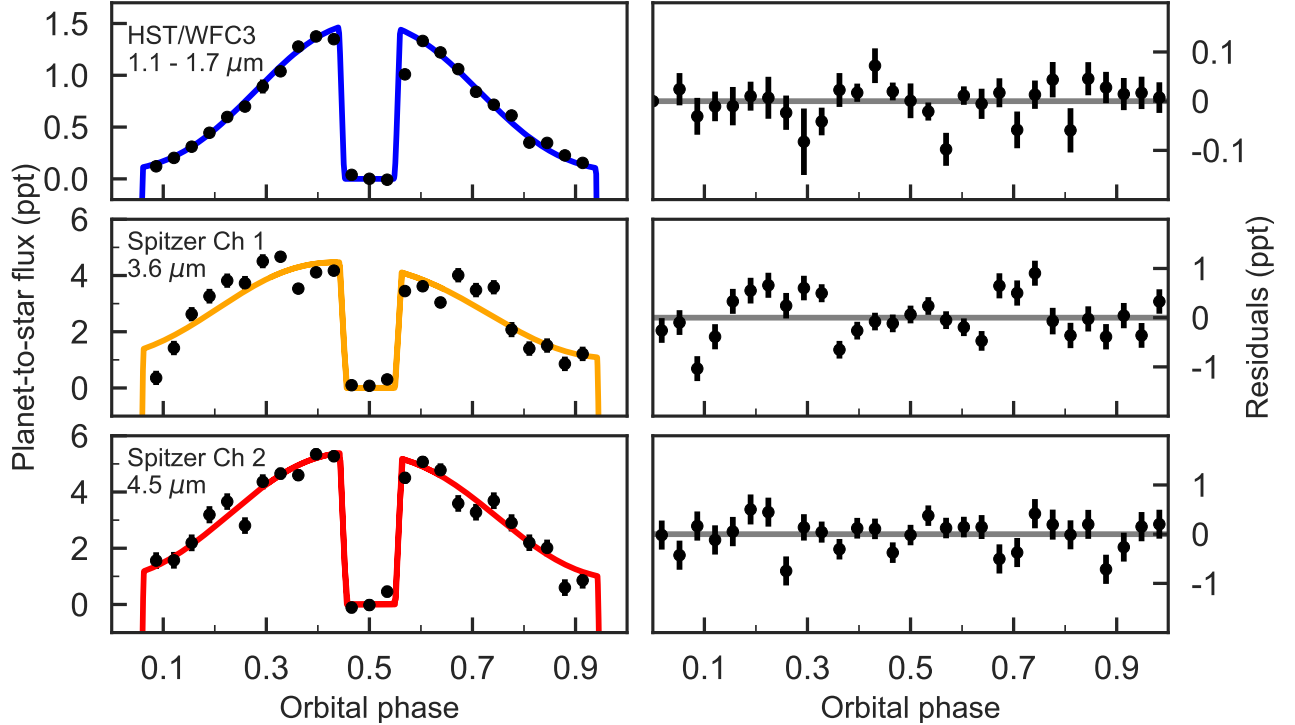 Planet-to-star flux (ppt)
1.5
1.0
0.5
0.0
HST/WFC3
1.1 - 1.7 μm
0.1
0
-0.1
6
4
2
0
Spitzer Ch 1
3.6 μm
1
0
-1
Residuals (ppt)
6
4
2
0
Spitzer Ch 2
4.5 μm
1
0
-1
0.1 0.3 0.5 0.7 0.9
0.1 0.3 0.5 0.7 0.9
Orbital phase
Orbital phase